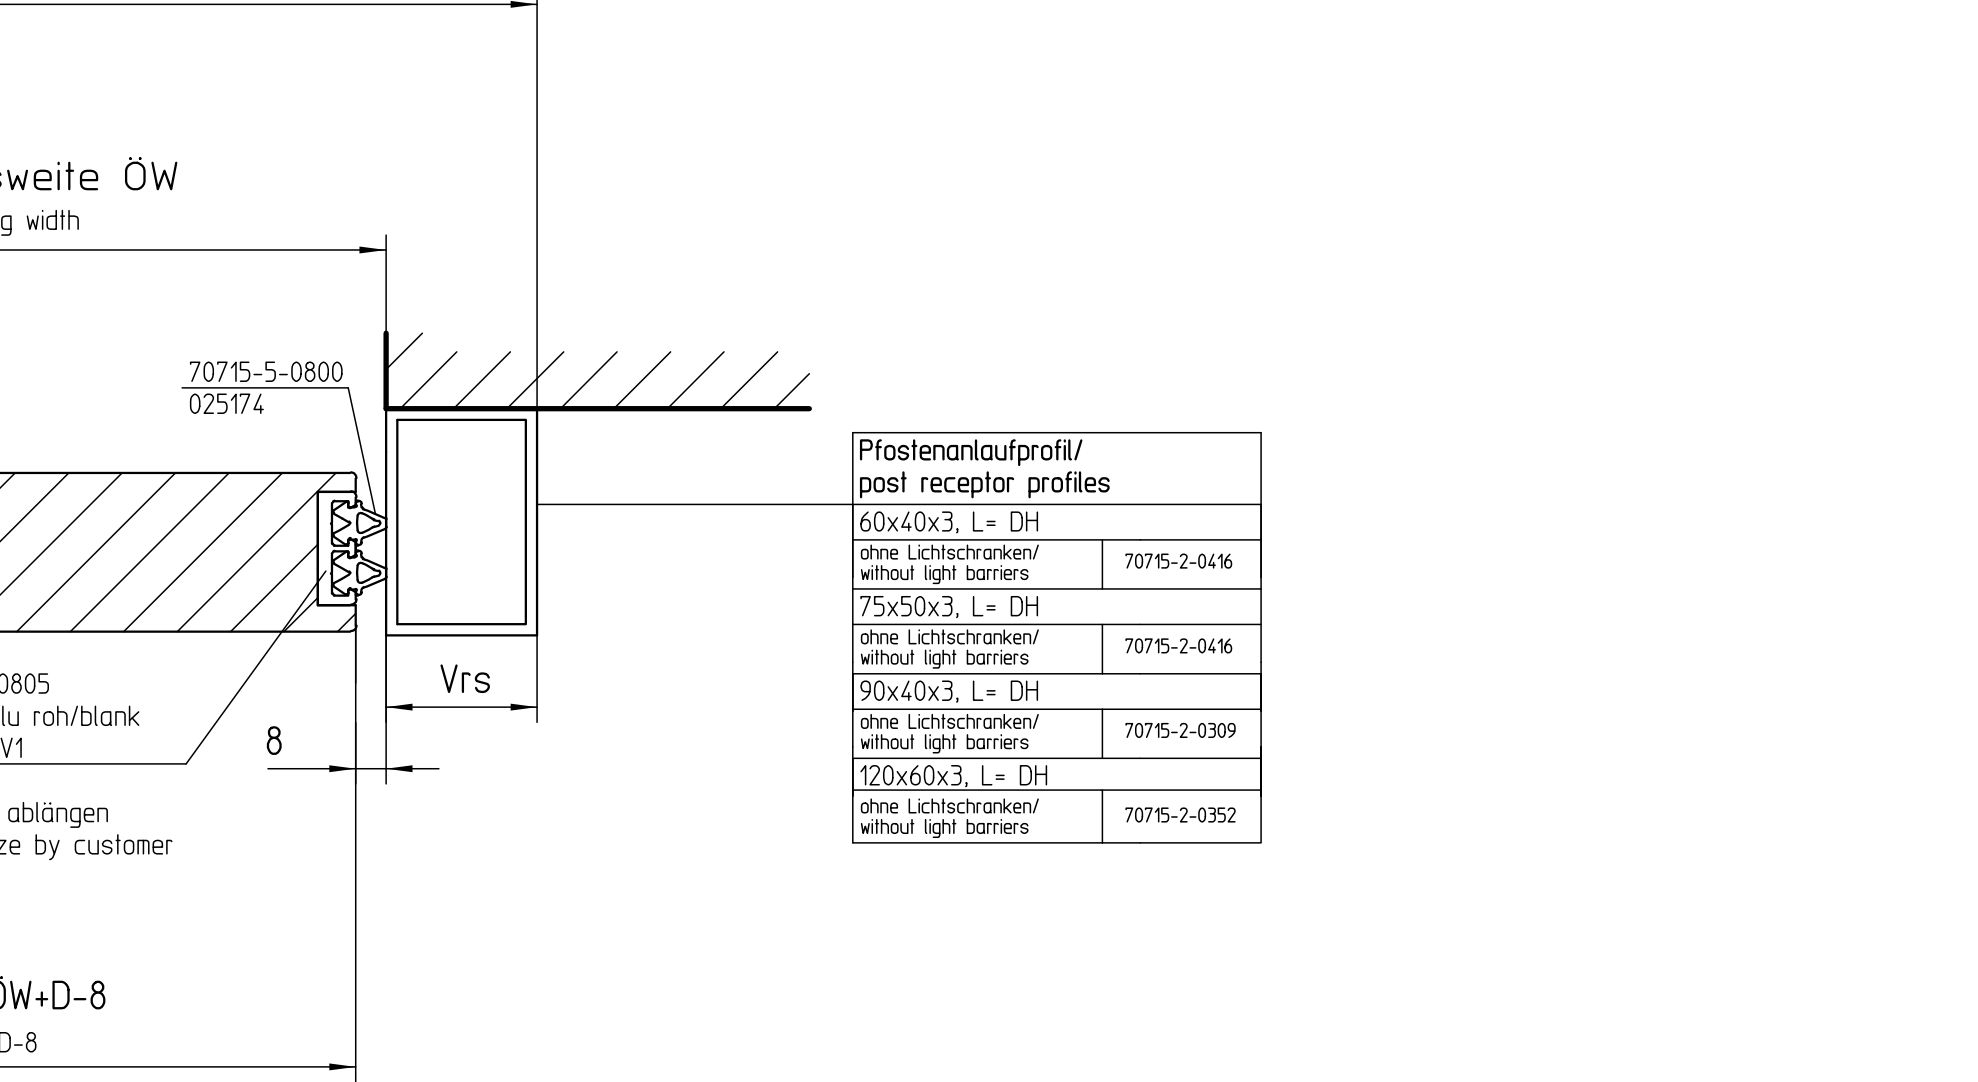 sweite ÖW
g width
70715-5-0800
025174
Pfostenanlaufprofil/
post receptor profiles
60x40x3, L= DH
ohne Lichtschranken/
without light barriers
70715-2-0416
75x50x3, L= DH
ohne Lichtschranken/
without light barriers
70715-2-0416
90x40x3, L= DH
ohne Lichtschranken/
without light barriers
70715-2-0309
120x60x3, L= DH
ohne Lichtschranken/
without light barriers
70715-2-0352
Vrs
0805
lu roh/blank
V1
8
ablängen
ze by customer
ÖW+D-8
D-8